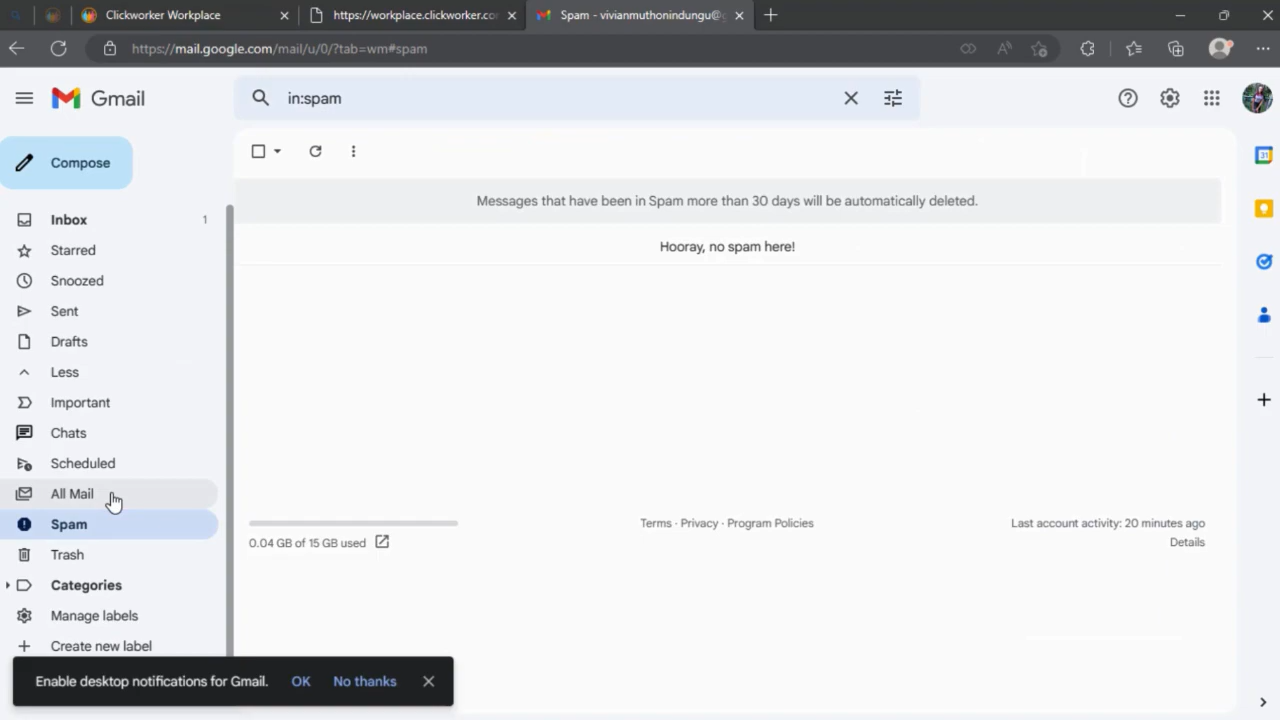 Clickworker Workplace
https://workplace.clickworker.cor
Spam - vivianmuthonindungu@g
https://mail.google.com/mail/u/0/?tab=wm#spam
Gmail
in:spam
Compose
Messages that have been in Spam more than 30 days will be automatically deleted.
Hooray, no spam here!
Inbox 1
Starred
Snoozed
Sent
Drafts
Less
Important
Chats
Scheduled
All Mail
Spam
Trash
Categories
Manage labels
Create new label
0.04 GB of 15 GB used
Terms · Privacy · Program Policies
Last account activity: 20 minutes ago
Details
31
Enable desktop notifications for Gmail. OK No thanks